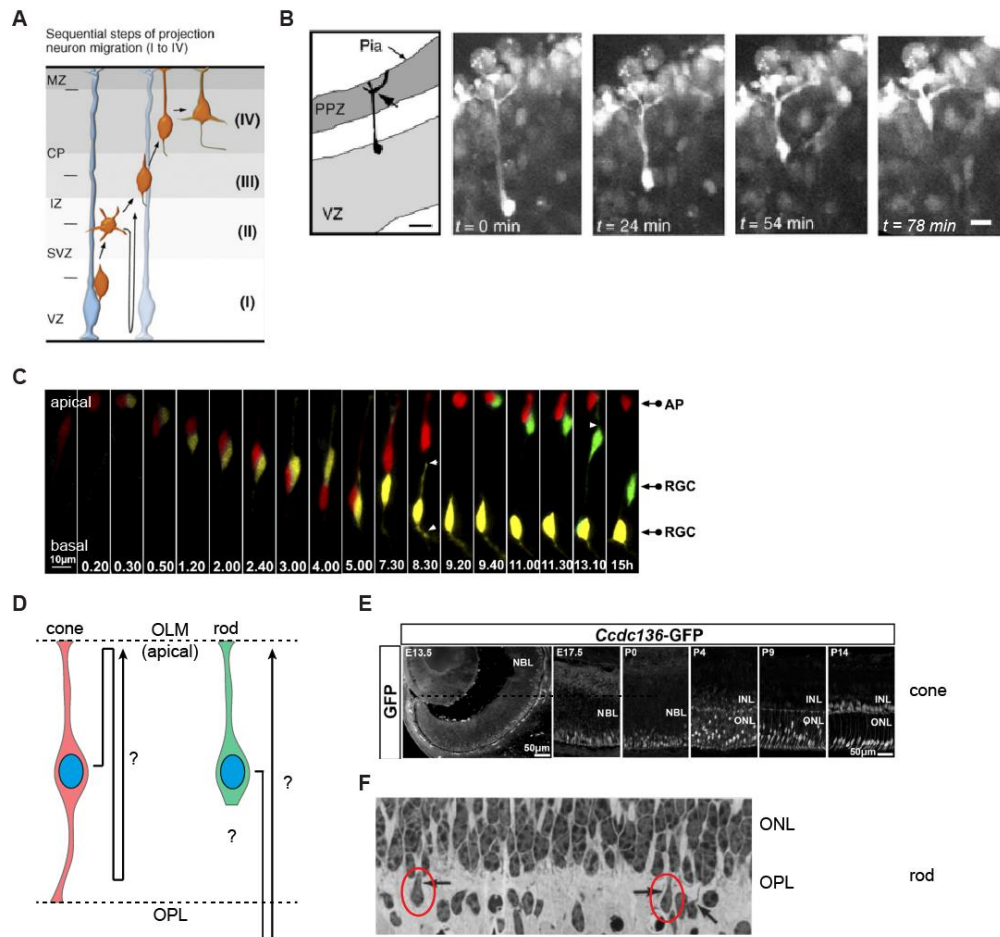 A
Sequential steps of projection
neuron migration (I to IV)
MZ
(IV)
CP
(III)
IZ
(II)
SVZ
(I)
VZ
B
Pia
PPZ
VZ
t = 0 min
t = 24 min
t = 54 min
t = 78 min
C
apical
AP
RGC
RGC
basal
10µm
0.20
0.30
0.50
1.20
2.00
2.40
3.00
4.00
5.00
7.30
8.30
9.20
9.40
11.00
11.30
13.10
15h
D
cone
OLM
(apical)
rod
?
?
?
OPL
E
Ccdc136-GFP
GFP
E13.5
NBL
50µm
E17.5
NBL
P0
NBL
P4
INL
ONL
P9
INL
ONL
P14
INL
ONL
50µm
cone
F
ONL
OPL
rod